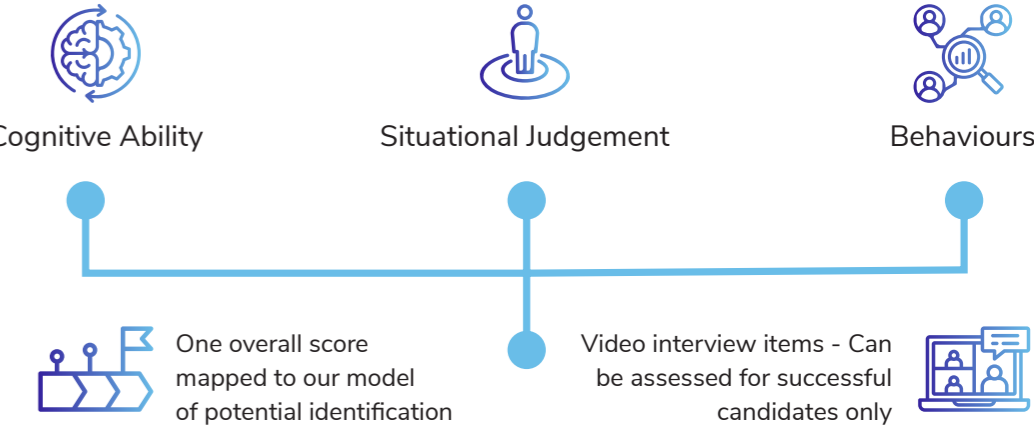 Cognitive Ability
Situational Judgement
Behaviours
One overall score
mapped to our model
of potential identification
Video interview items - Can
be assessed for successful
candidates only